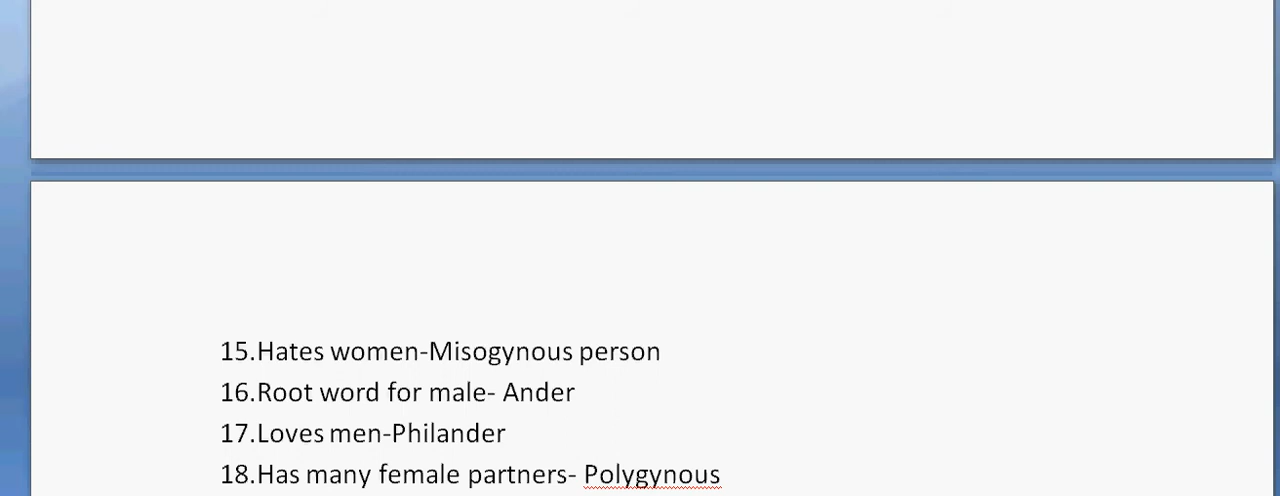 15.Hates women-Misogynous person
16.Root word for male- Ander
17.Loves men-Philander
18.Has many female partners- Polygynous